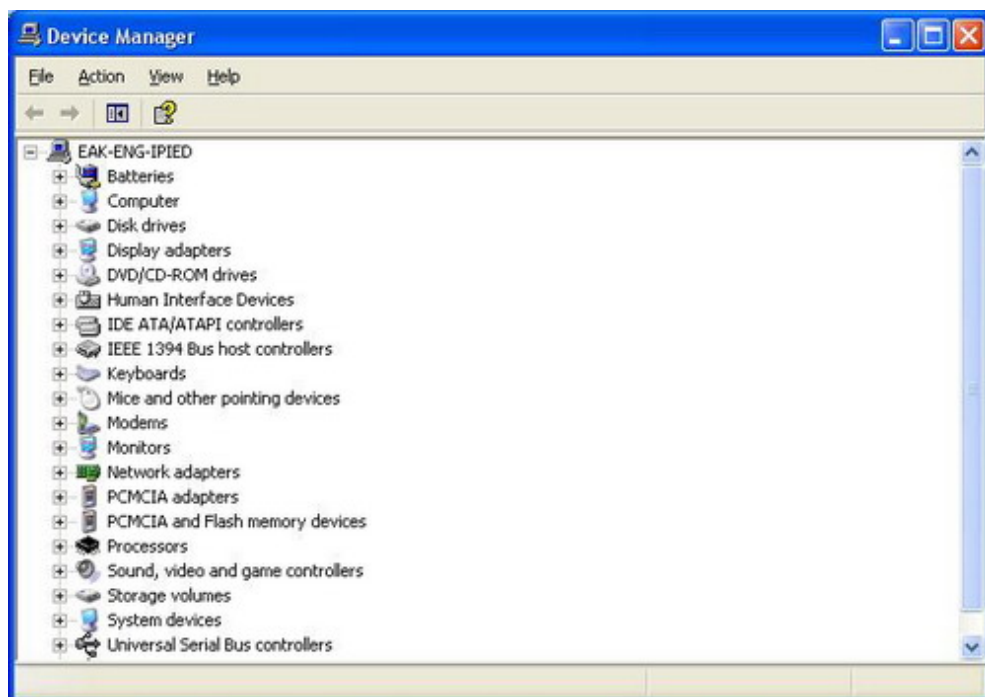 Device Manager
File Action View Help
EAK-ENG-IPIED
Batteries
Computer
Disk drives
Display adapters
DVD/CD-ROM drives
Human Interface Devices
IDE ATA/ATAPI controllers
IEEE 1394 Bus host controllers
Keyboards
Mice and other pointing devices
Modems
Monitors
Network adapters
PCMCIA adapters
PCMCIA and Flash memory devices
Processors
Sound, video and game controllers
Storage volumes
System devices
Universal Serial Bus controllers